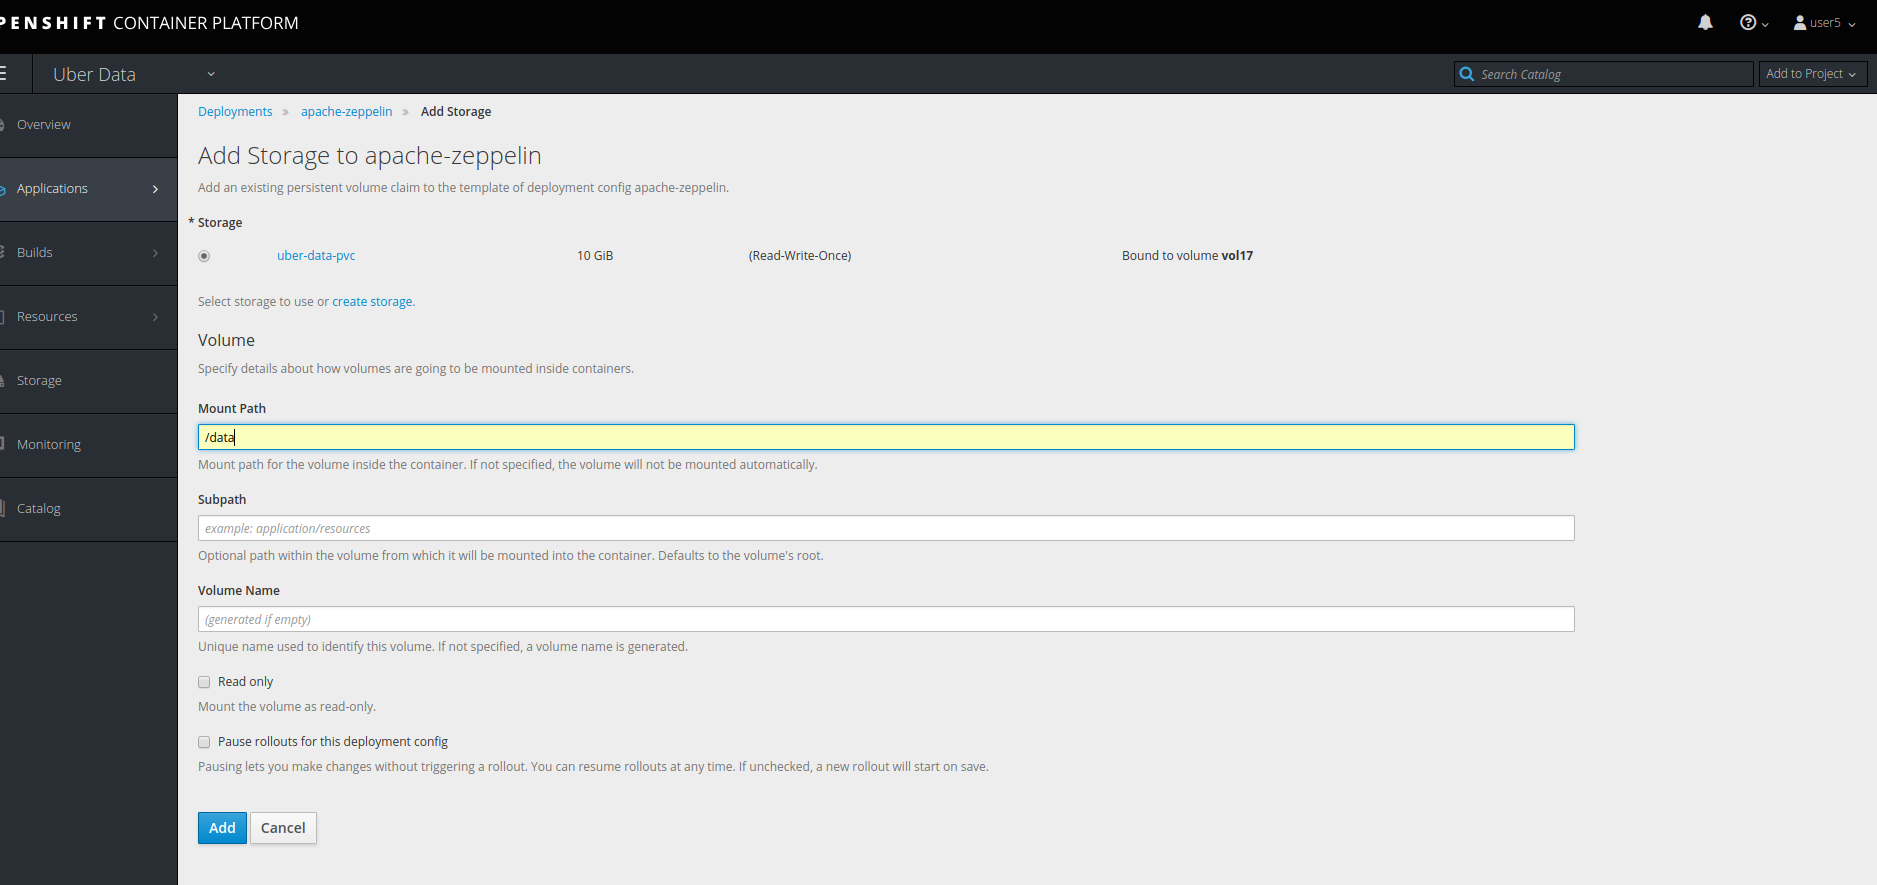 PENSHIFT CONTAINER PLATFORM
user5
Uber Data
Search Catalog
Add to Project
Overview
Applications
Builds
Resources
Storage
Monitoring
Catalog
Deployments » apache-zeppelin » Add Storage
Add Storage to apache-zeppelin
Add an existing persistent volume claim to the template of deployment config apache-zeppelin.
* Storage
uber-data-pvc 10 GiB (Read-Write-Once) Bound to volume vol17
Select storage to use or create storage.
Volume
Specify details about how volumes are going to be mounted inside containers.
Mount Path
/data
Mount path for the volume inside the container. If not specified, the volume will not be mounted automatically.
Subpath
example: application/resources
Optional path within the volume from which it will be mounted into the container. Defaults to the volume's root.
Volume Name
(generated if empty)
Unique name used to identify this volume. If not specified, a volume name is generated.
Read only
Mount the volume as read-only.
Pause rollouts for this deployment config
Pausing lets you make changes without triggering a rollout. You can resume rollouts at any time. If unchecked, a new rollout will start on save.
Add
Cancel